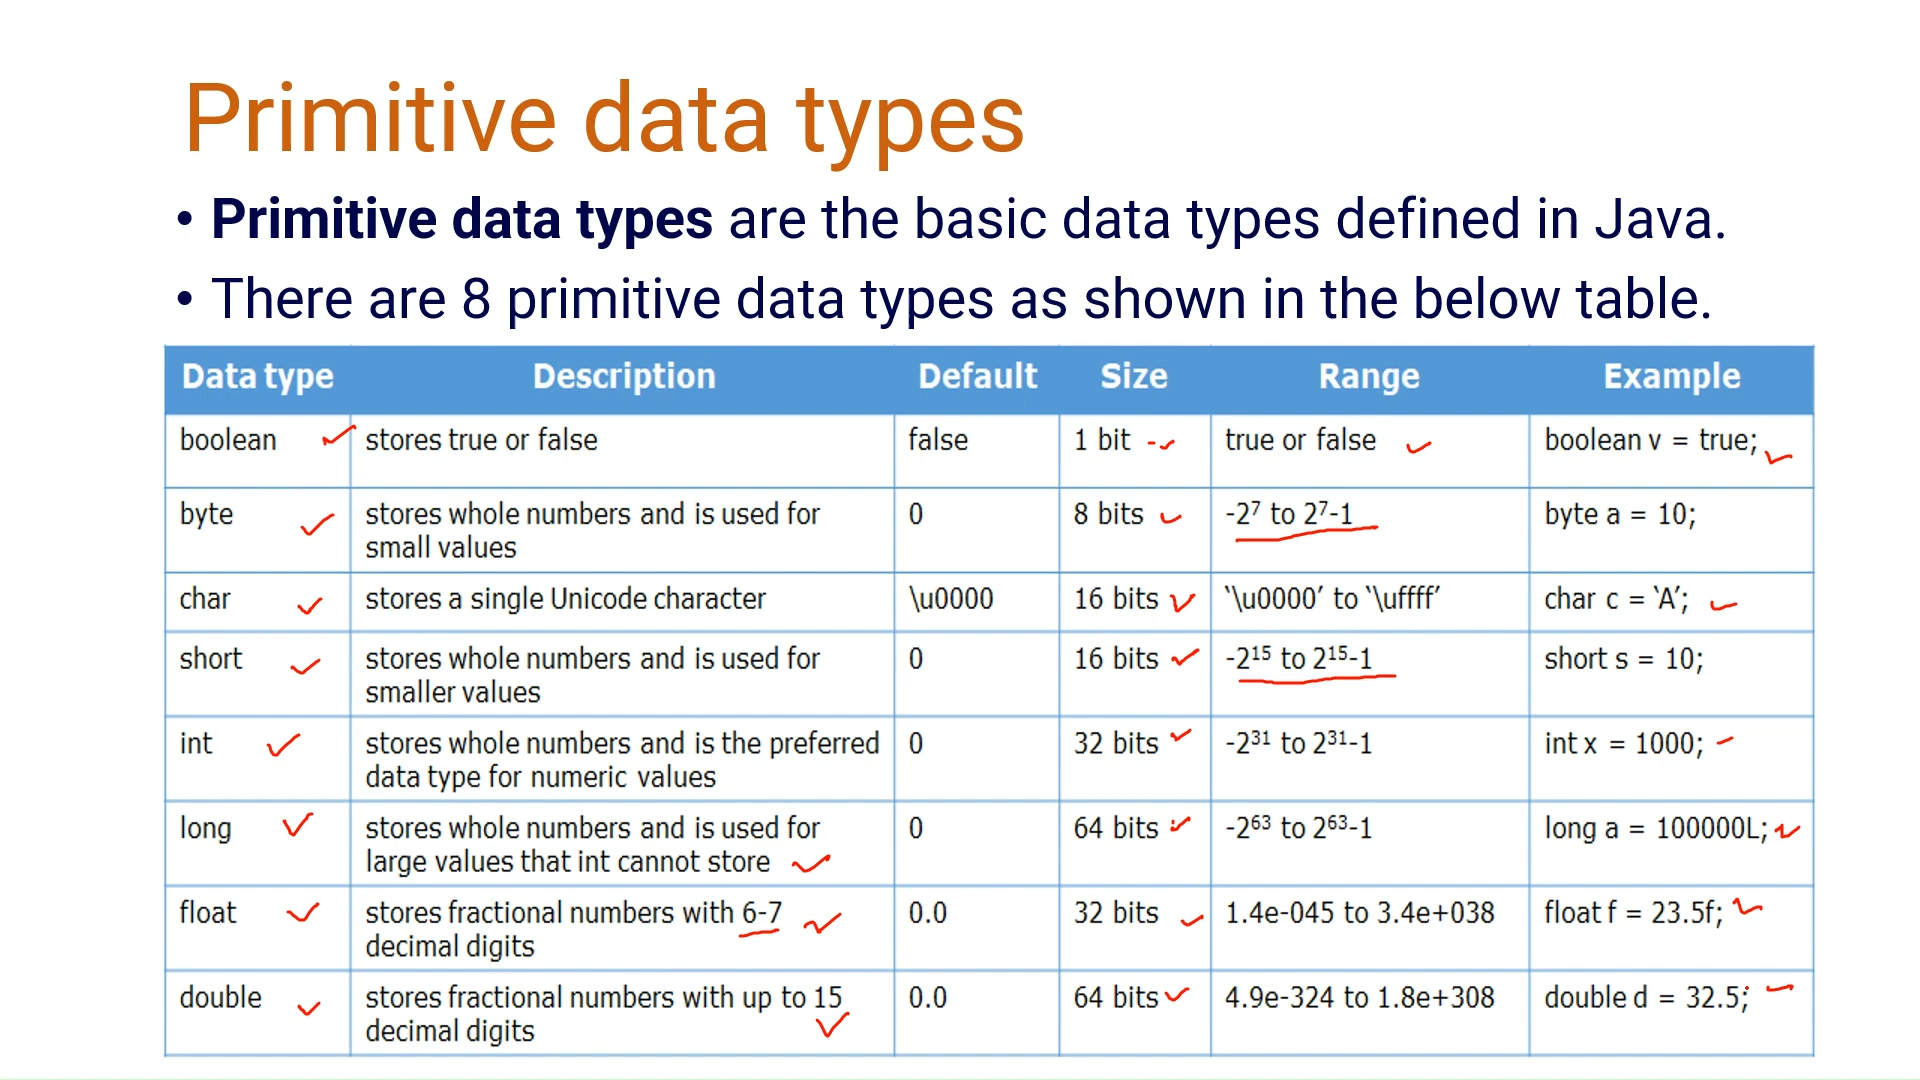 Primitive data types
• Primitive data types are the basic data types defined in Java.
• There are 8 primitive data types as shown in the below table.
Data type Description Default Size Range Example
boolean stores true or false false 1 bit true or false boolean v = true;
byte stores whole numbers and is used for 0 8 bits -2⁷ to 2⁷-1 byte a = 10;
small values
char stores a single Unicode character \u0000 16 bits ‘\u0000’ to ‘\uffff’ char c = ‘A’;
short stores whole numbers and is used for 0 16 bits -2¹⁵ to 2¹⁵-1 short s = 10;
smaller values
int stores whole numbers and is the preferred 0 32 bits -2³¹ to 2³¹-1 int x = 1000;
data type for numeric values
long stores whole numbers and is used for 0 64 bits -2⁶³ to 2⁶³-1 long a = 100000L;
large values that int cannot store
float stores fractional numbers with 6-7 0.0 32 bits 1.4e-045 to 3.4e+038 float f = 23.5f;
decimal digits
double stores fractional numbers with up to 15 0.0 64 bits 4.9e-324 to 1.8e+308 double d = 32.5;
decimal digits